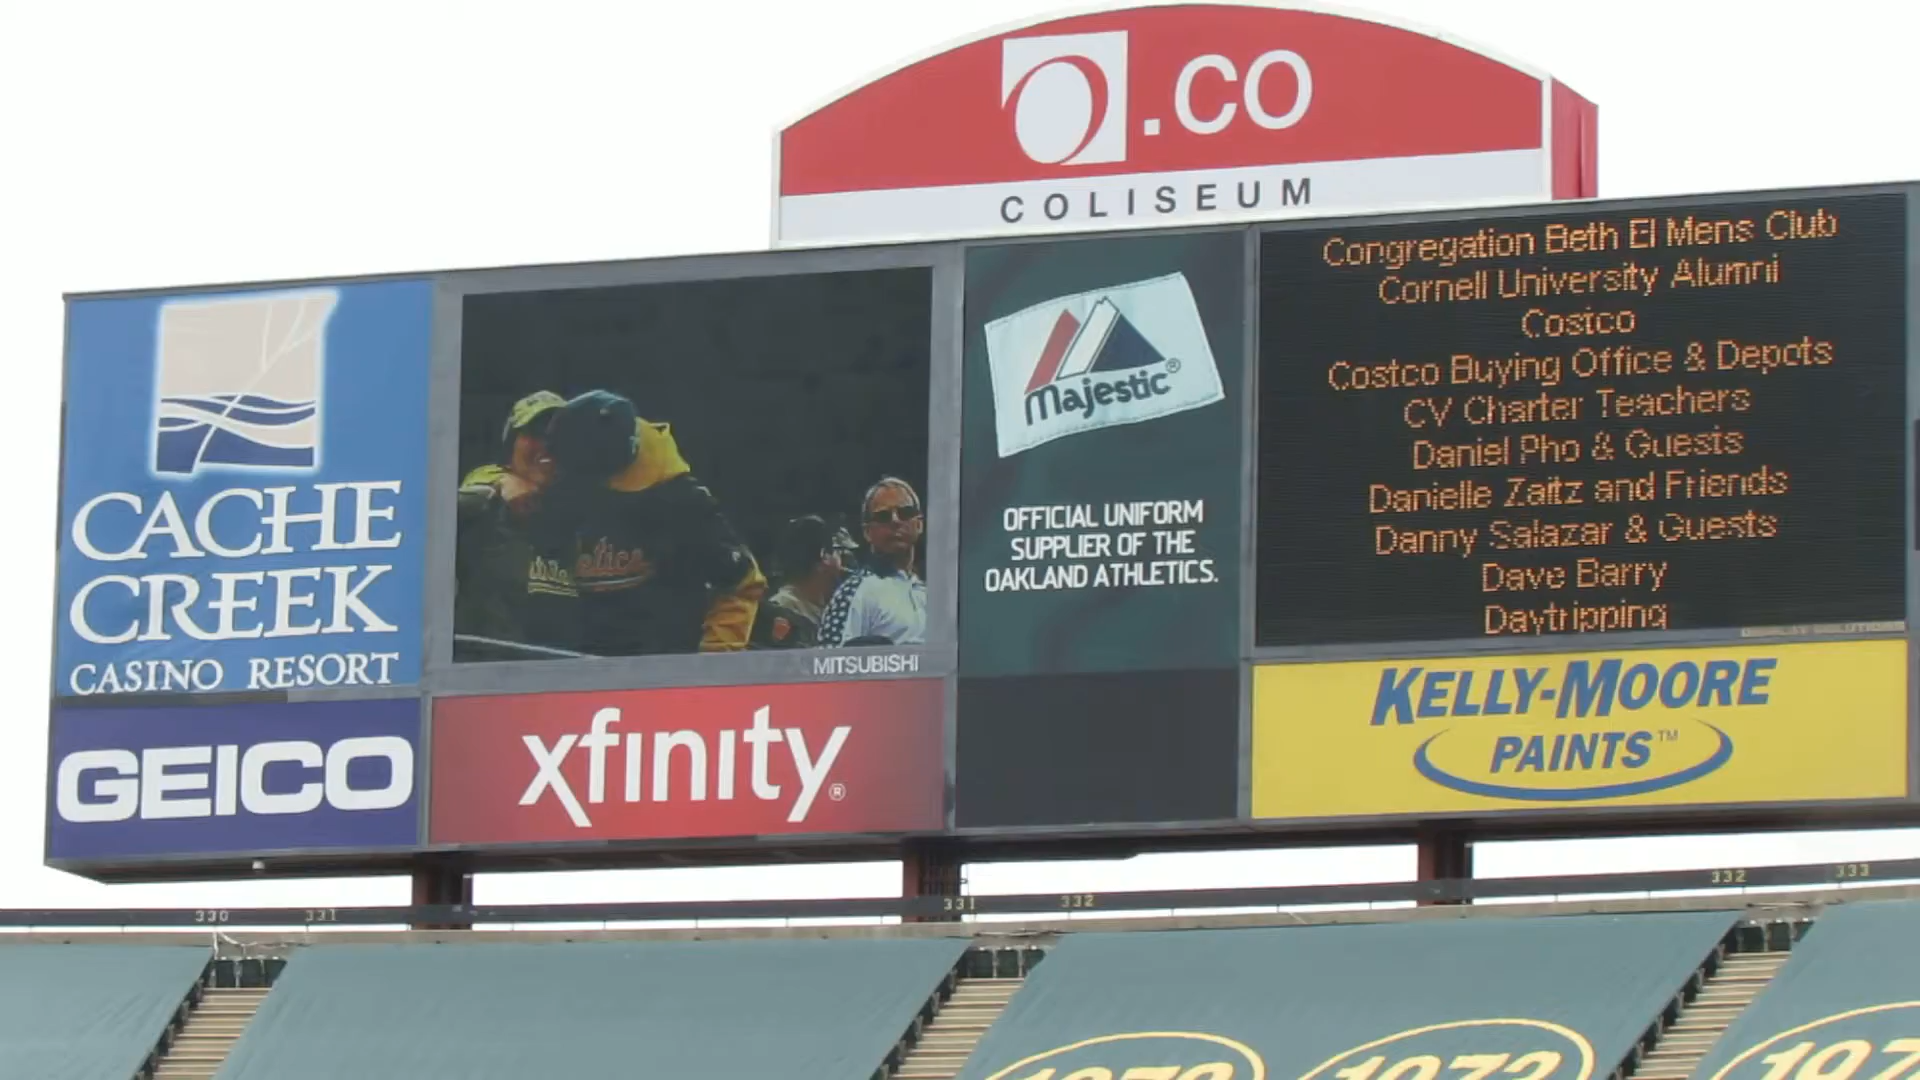 O.CO
COLISEUM
CACHE
CREEK
CASINO RESORT
GEICO
MITSUBISHI
xfinity®
Majestic®
OFFICIAL UNIFORM
SUPPLIER OF THE
OAKLAND ATHLETICS.
Congregation Beth El Mens Club
Cornell University Alumni
Costco
Costco Buying Office & Depots
CV Charter Teachers
Daniel Pho & Guests
Danielle Zaitz and Friends
Danny Salazar & Guests
Dave Barry
Daytripping
KELLY-MOORE
PAINTS™
330 331 331 332 332 333
1973